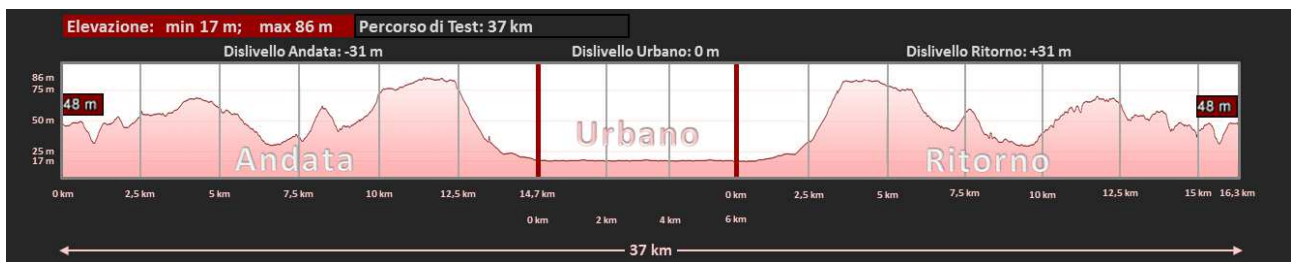 Elevazione: min 17 m; max 86 m Percorso di Test: 37 km
Dislivello Andata: -31 m Dislivello Urbano: 0 m Dislivello Ritorno: +31 m
86 m
75 m
48 m 48 m
50 m
Urbano
25 m
Andata Ritorno
17 m
0 km 2,5 km 5 km 7,5 km 10 km 12,5 km 14,7 km 0 km 2,5 km 5 km 7,5 km 10 km 12,5 km 15 km 16,3 km
0 km 2 km 4 km 6 km
37 km